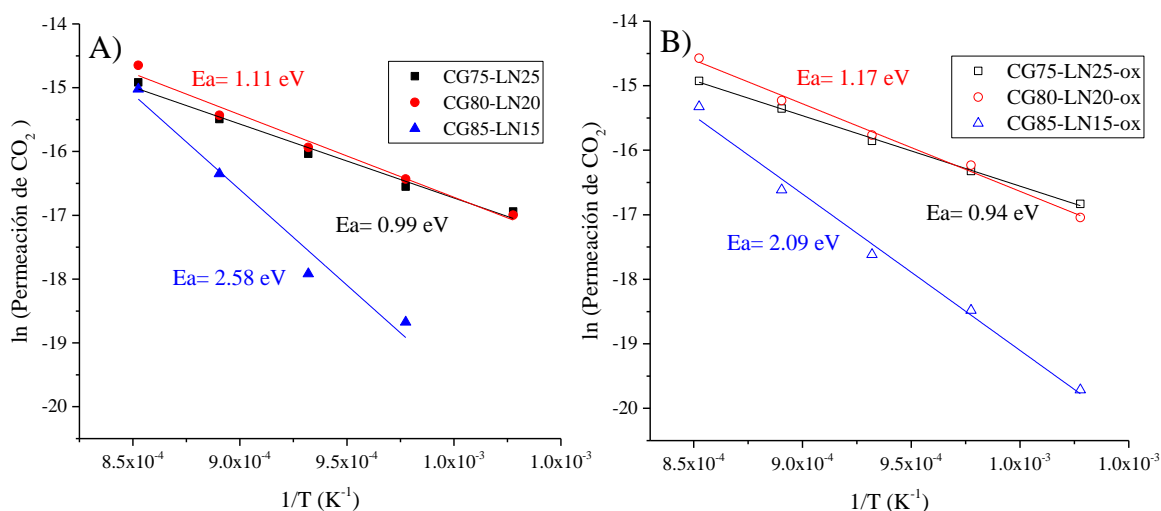 A)
ln (Permeación de CO₂)
-14
-15
-16
-17
-18
-19
-20
Ea= 1.11 eV
CG75-LN25
CG80-LN20
CG85-LN15
Ea= 0.99 eV
Ea= 2.58 eV
8.5x10⁻⁴ 9.0x10⁻⁴ 9.5x10⁻⁴ 1.0x10⁻³ 1.0x10⁻³
1/T (K⁻¹)
B)
ln (Permeación de CO₂)
-14
-15
-16
-17
-18
-19
-20
Ea= 1.17 eV
CG75-LN25-ox
CG80-LN20-ox
CG85-LN15-ox
Ea= 0.94 eV
Ea= 2.09 eV
8.5x10⁻⁴ 9.0x10⁻⁴ 9.5x10⁻⁴ 1.0x10⁻³ 1.0x10⁻³
1/T (K⁻¹)